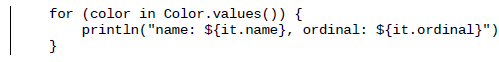 for (color in Color.values()) {
    println("name: ${it.name}, ordinal: ${it.ordinal}")
}